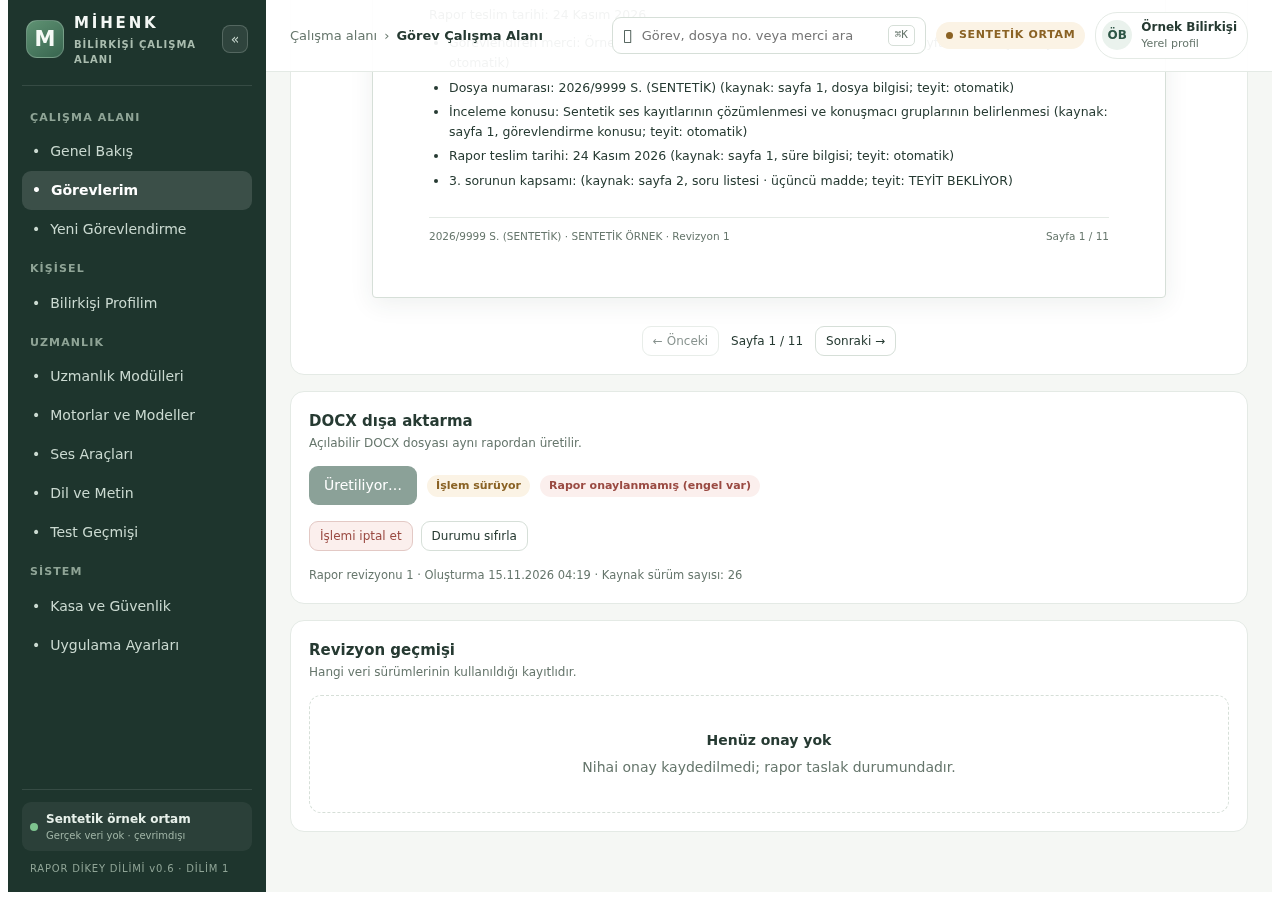 M
MİHENK
BİLİRKİŞİ ÇALIŞMA
ALANI
«
ÇALIŞMA ALANI
• Genel Bakış
• Görevlerim
• Yeni Görevlendirme
KİŞİSEL
• Bilirkişi Profilim
UZMANLIK
• Uzmanlık Modülleri
• Motorlar ve Modeller
• Ses Araçları
• Dil ve Metin
• Test Geçmişi
SİSTEM
• Kasa ve Güvenlik
• Uygulama Ayarları
Sentetik örnek ortam
Gerçek veri yok · çevrimdışı
RAPOR DİKEY DİLİMİ v0.6 · DİLİM 1
Rapor teslim tarihi: 24 Kasım 2026
Çalışma alanı › Görev Çalışma Alanı
Görev, dosya no. veya merci ara
⌘K
SENTETİK ORTAM
ÖB
Örnek Bilirkişi
Yerel profil
otomatik)
• Dosya numarası: 2026/9999 S. (SENTETİK) (kaynak: sayfa 1, dosya bilgisi; teyit: otomatik)
• İnceleme konusu: Sentetik ses kayıtlarının çözümlenmesi ve konuşmacı gruplarının belirlenmesi (kaynak:
sayfa 1, görevlendirme konusu; teyit: otomatik)
• Rapor teslim tarihi: 24 Kasım 2026 (kaynak: sayfa 1, süre bilgisi; teyit: otomatik)
• 3. sorunun kapsamı: (kaynak: sayfa 2, soru listesi · üçüncü madde; teyit: TEYİT BEKLİYOR)
2026/9999 S. (SENTETİK) · SENTETİK ÖRNEK · Revizyon 1
Sayfa 1 / 11
← Önceki
Sayfa 1 / 11
Sonraki →
DOCX dışa aktarma
Açılabilir DOCX dosyası aynı rapordan üretilir.
Üretiliyor…
İşlem sürüyor
Rapor onaylanmamış (engel var)
İşlemi iptal et
Durumu sıfırla
Rapor revizyonu 1 · Oluşturma 15.11.2026 04:19 · Kaynak sürüm sayısı: 26
Revizyon geçmişi
Hangi veri sürümlerinin kullanıldığı kayıtlıdır.
Henüz onay yok
Nihai onay kaydedilmedi; rapor taslak durumundadır.